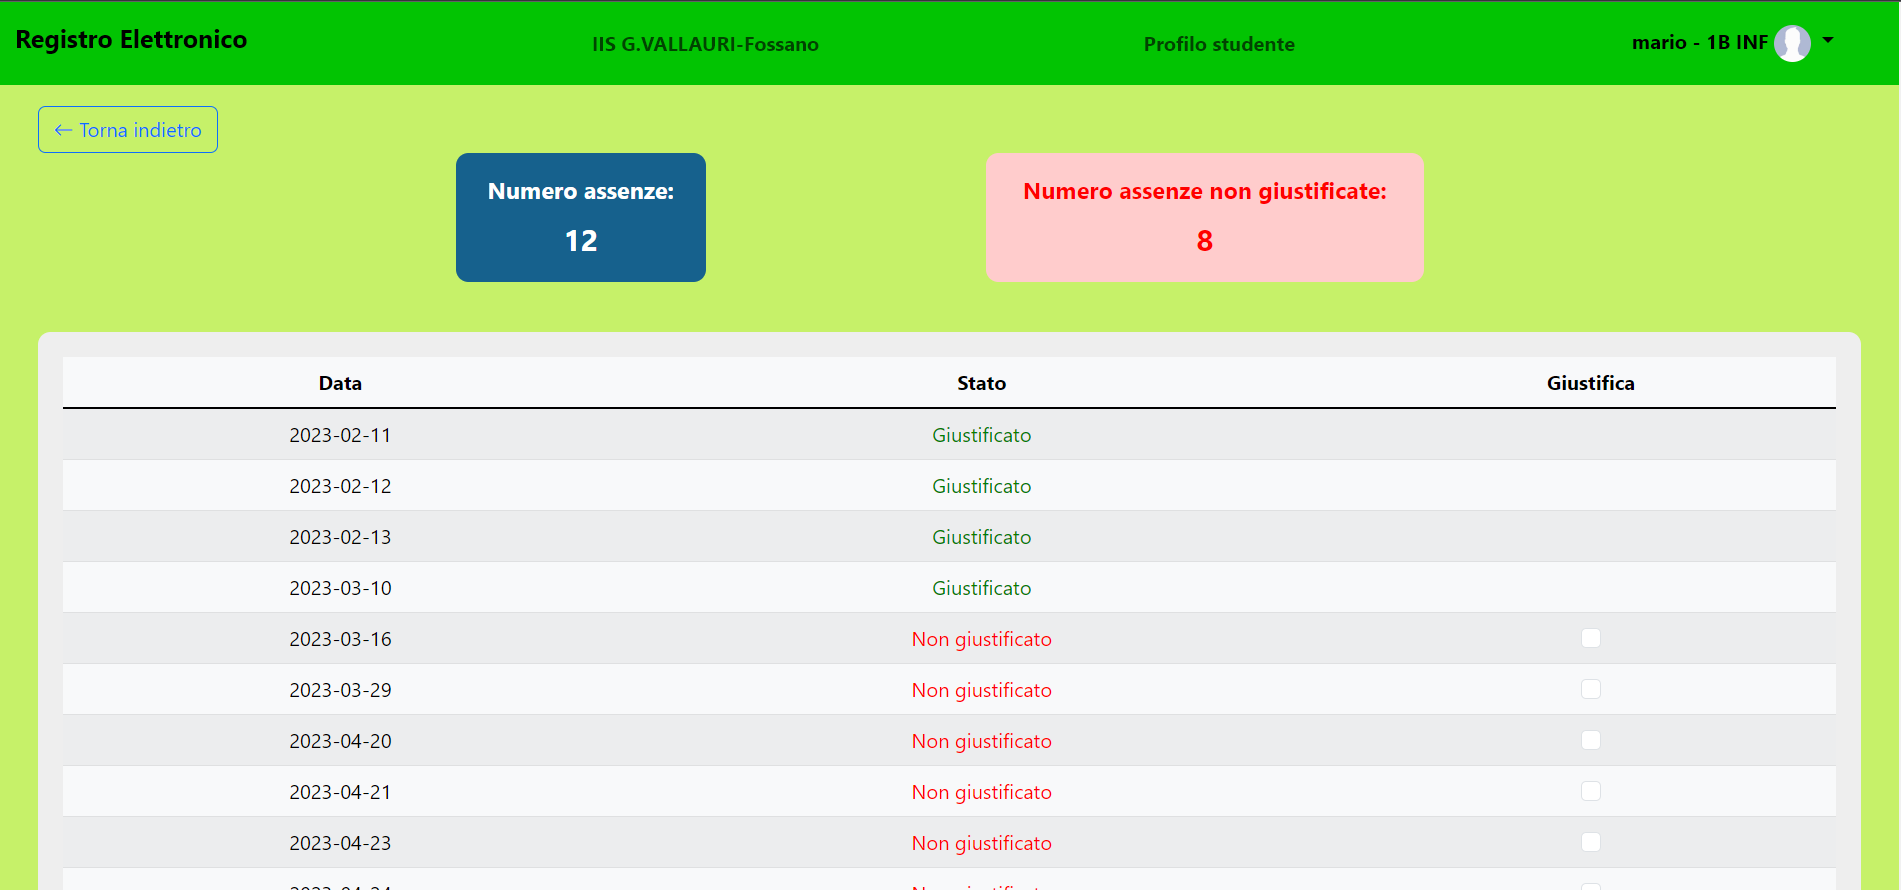 Registro Elettronico
IIS G.VALLAURI-Fossano
Profilo studente
mario - 1B INF
← Torna indietro
Numero assenze:
12
Numero assenze non giustificate:
8
Data Stato Giustifica
2023-02-11 Giustificato
2023-02-12 Giustificato
2023-02-13 Giustificato
2023-03-10 Giustificato
2023-03-16 Non giustificato
2023-03-29 Non giustificato
2023-04-20 Non giustificato
2023-04-21 Non giustificato
2023-04-23 Non giustificato